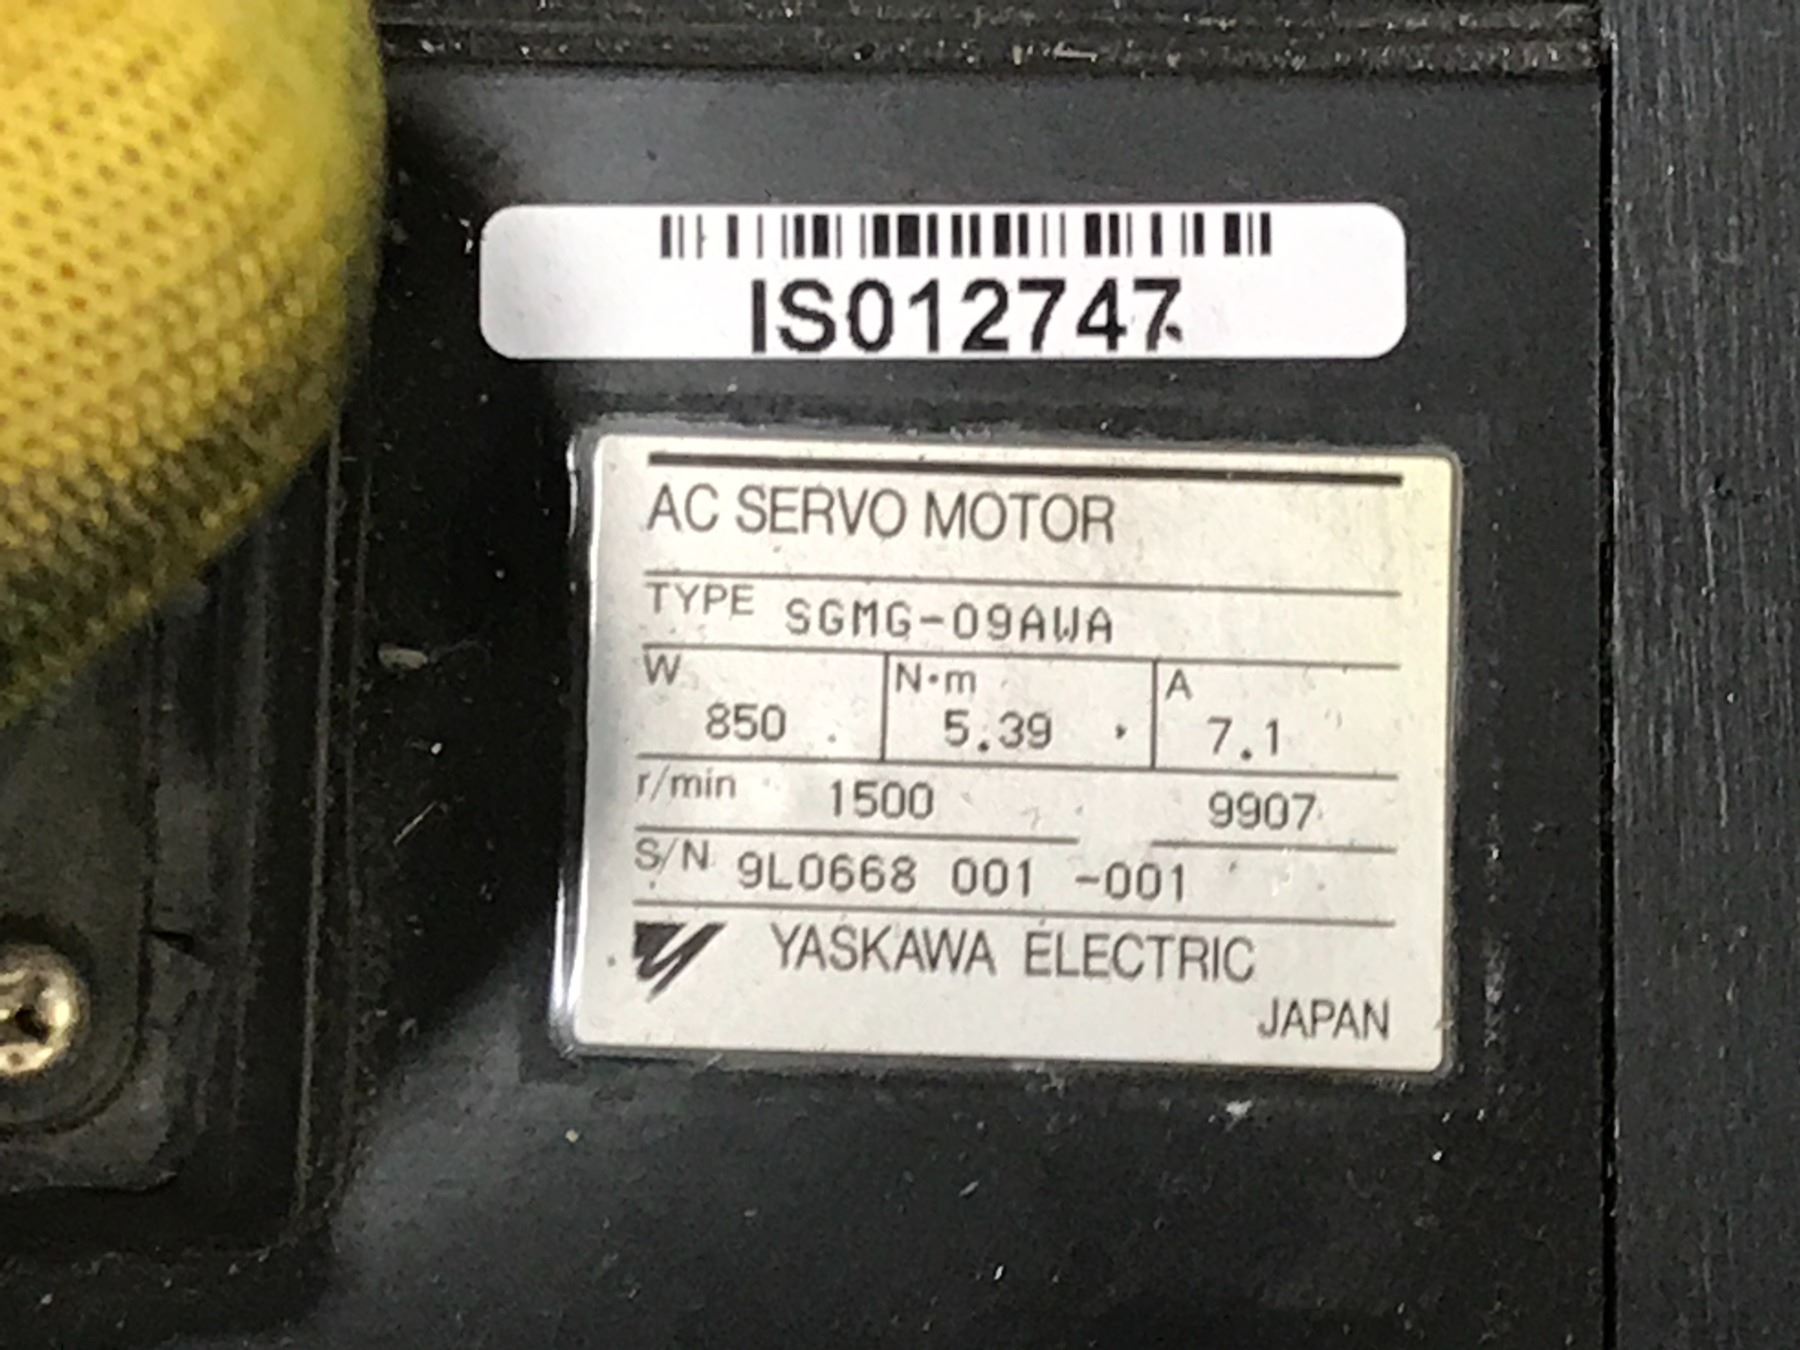 IS012747
AC SERVO MOTOR
TYPE SGMG-09AWA
W 850 N·m 5.39 A 7.1
r/min 1500 9907
S/N 9L0668 001 -001
YASKAWA ELECTRIC
JAPAN